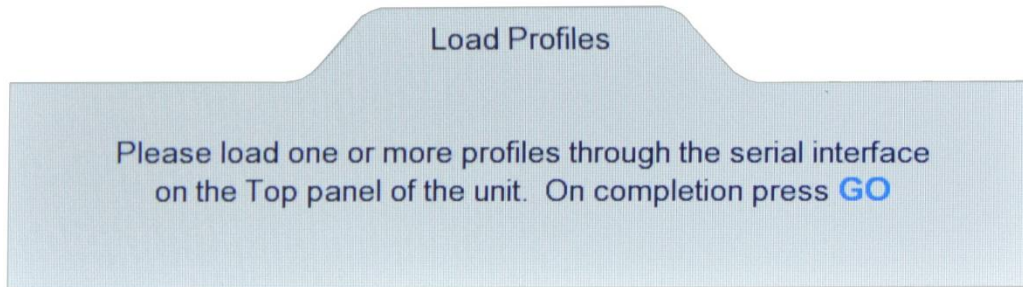 Load Profiles
Please load one or more profiles through the serial interface
on the Top panel of the unit.  On completion press GO